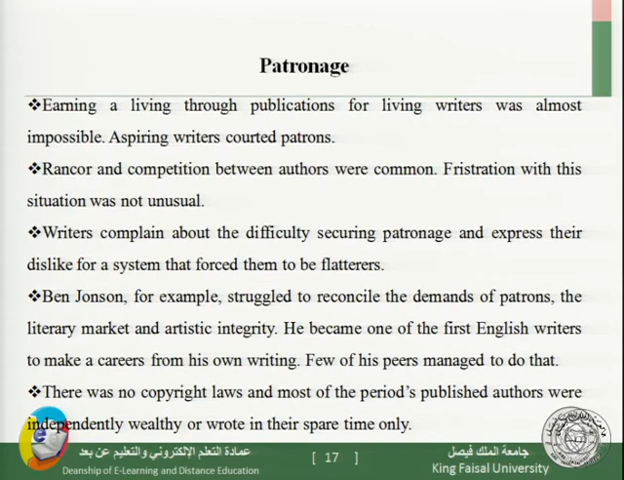 Patronage
❖Earning a living through publications for living writers was almost
impossible. Aspiring writers courted patrons.
❖Rancor and competition between authors were common. Fristration with this
situation was not unusual.
❖Writers complain about the difficulty securing patronage and express their
dislike for a system that forced them to be flatterers.
❖Ben Jonson, for example, struggled to reconcile the demands of patrons, the
literary market and artistic integrity. He became one of the first English writers
to make a careers from his own writing. Few of his peers managed to do that.
❖There was no copyright laws and most of the period's published authors were
independently wealthy or wrote in their spare time only.
عمادة التعلم الإلكتروني والتعليم عن بعد
Deanship of E-Learning and Distance Education
[ 17 ]
جامعة الملك فيصل
King Faisal University